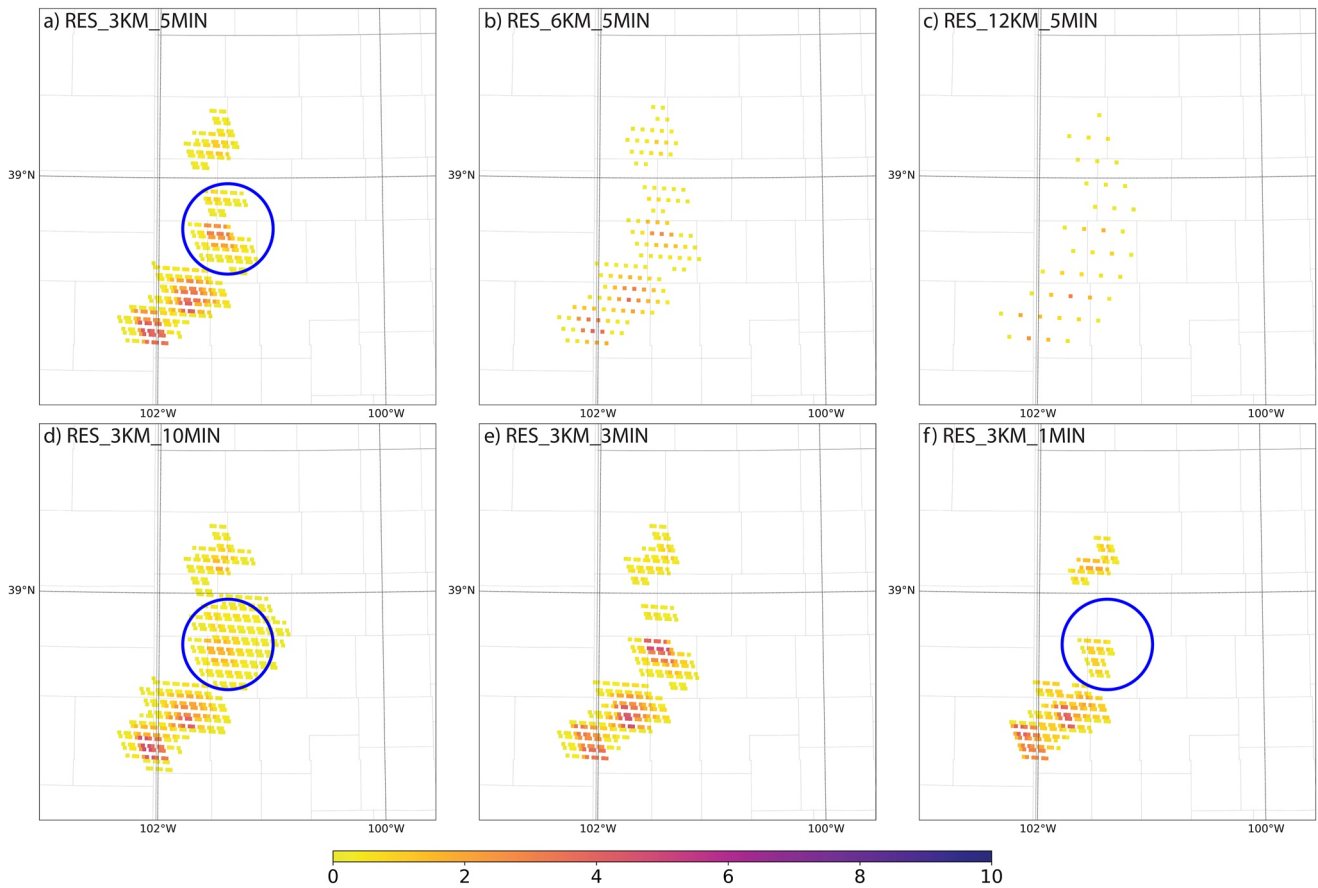 a) RES_3KM_5MIN
b) RES_6KM_5MIN
c) RES_12KM_5MIN
39°N
39°N
39°N
102°W 100°W
102°W 100°W
102°W 100°W
d) RES_3KM_10MIN
e) RES_3KM_3MIN
f) RES_3KM_1MIN
39°N
39°N
39°N
102°W 100°W
102°W 100°W
102°W 100°W
0 2 4 6 8 10